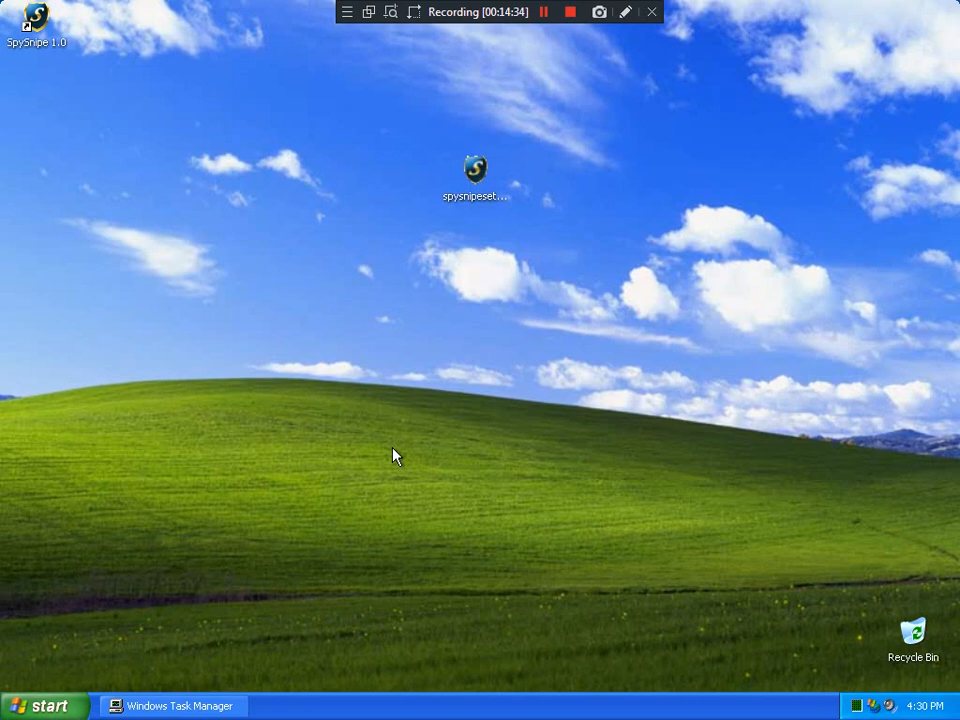 Recording [00:14:34]
SpySnipe 1.0
spysnipeset...
Recycle Bin
start
Windows Task Manager
4:30 PM